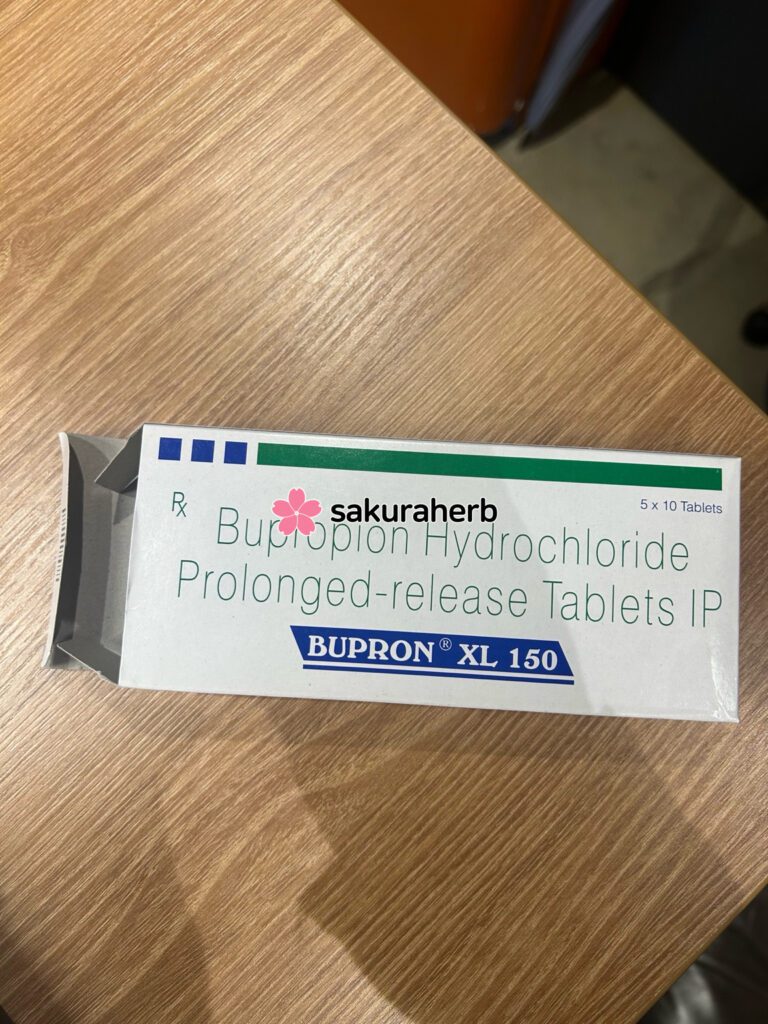 5 x 10 Tablets
Rx
sakuraherb
Bupropion Hydrochloride
Prolonged-release Tablets IP
BUPRON® XL 150